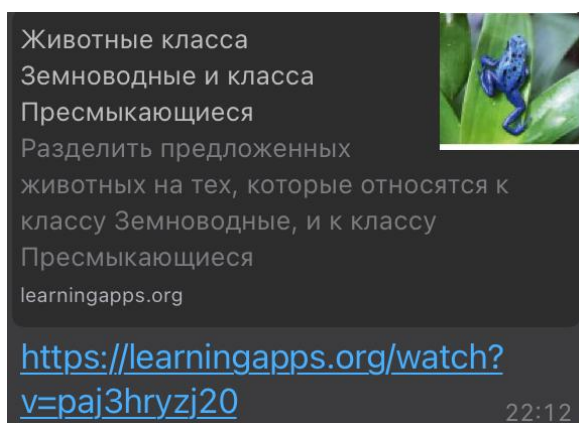 Животные класса
Земноводные и класса
Пресмыкающиеся
Разделить предложенных
животных на тех, которые относятся к
классу Земноводные, и к классу
Пресмыкающиеся
learningapps.org
https://learningapps.org/watch?
v=paj3hryzj20
22:12